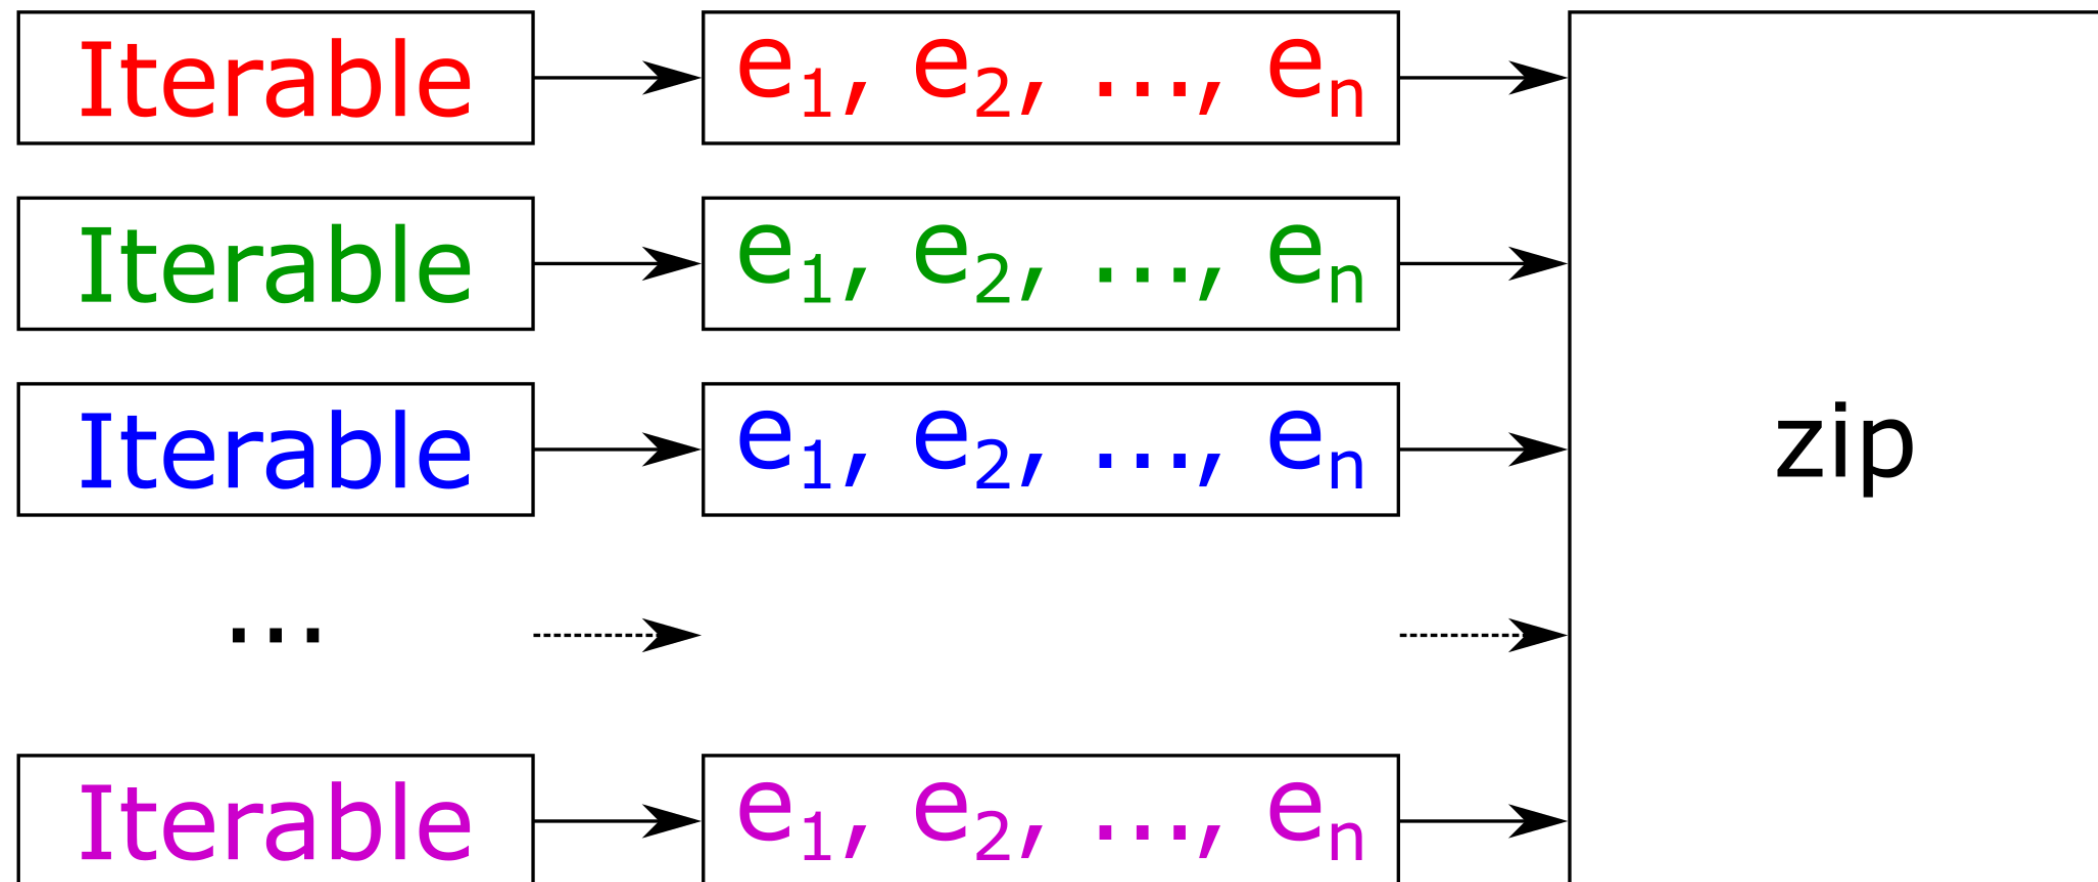 Iterable e₁, e₂, ..., eₙ
Iterable e₁, e₂, ..., eₙ
Iterable e₁, e₂, ..., eₙ zip
...
Iterable e₁, e₂, ..., eₙ